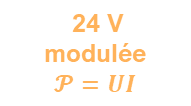 24 V
modulée
𝒫 = UI